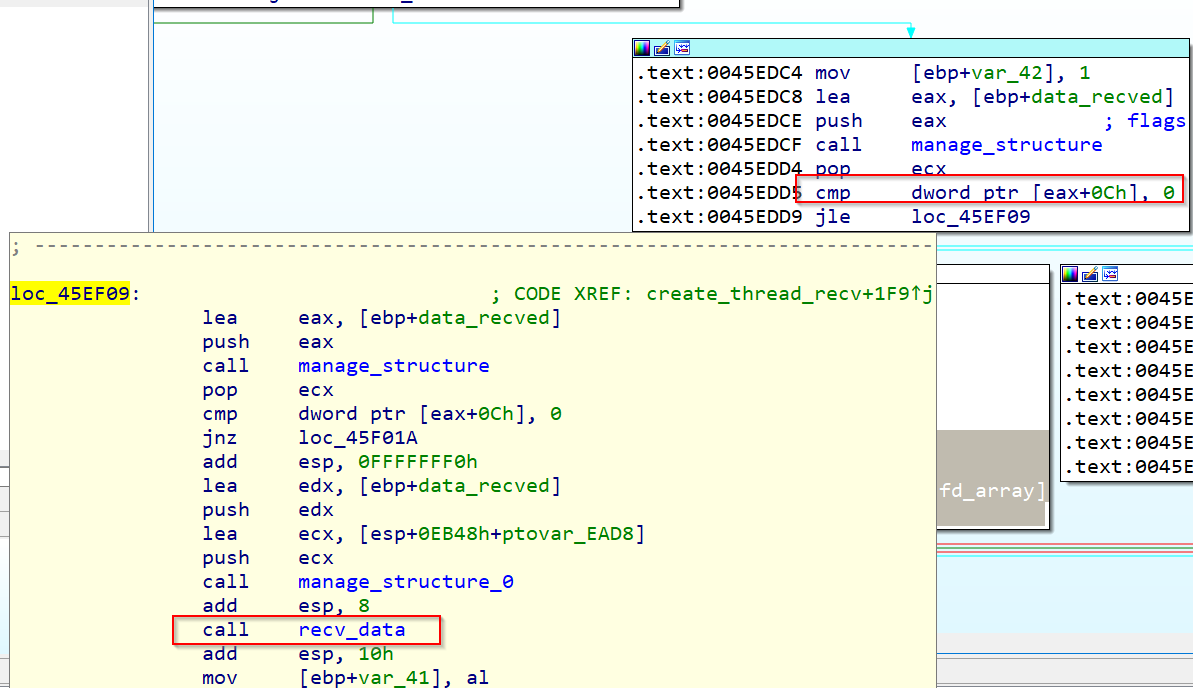 .text:0045EDC4 mov [ebp+var_42], 1
.text:0045EDC8 lea eax, [ebp+data_recved]
.text:0045EDCE push eax ; flags
.text:0045EDCF call manage_structure
.text:0045EDD4 pop ecx
.text:0045EDD5 cmp dword ptr [eax+0Ch], 0
.text:0045EDD9 jle loc_45EF09
; ---------------------------------------------------------------------------
loc_45EF09: ; CODE XREF: create_thread_recv+1F9↑j
lea eax, [ebp+data_recved]
push eax
call manage_structure
pop ecx
cmp dword ptr [eax+0Ch], 0
jnz loc_45F01A
add esp, 0FFFFFFF0h
lea edx, [ebp+data_recved]
push edx
lea ecx, [esp+0EB48h+ptovar_EAD8]
push ecx
call manage_structure_0
add esp, 8
call recv_data
add esp, 10h
mov [ebp+var_41], al
fd_array]
.text:0045E
.text:0045E
.text:0045E
.text:0045E
.text:0045E
.text:0045E
.text:0045E
.text:0045E